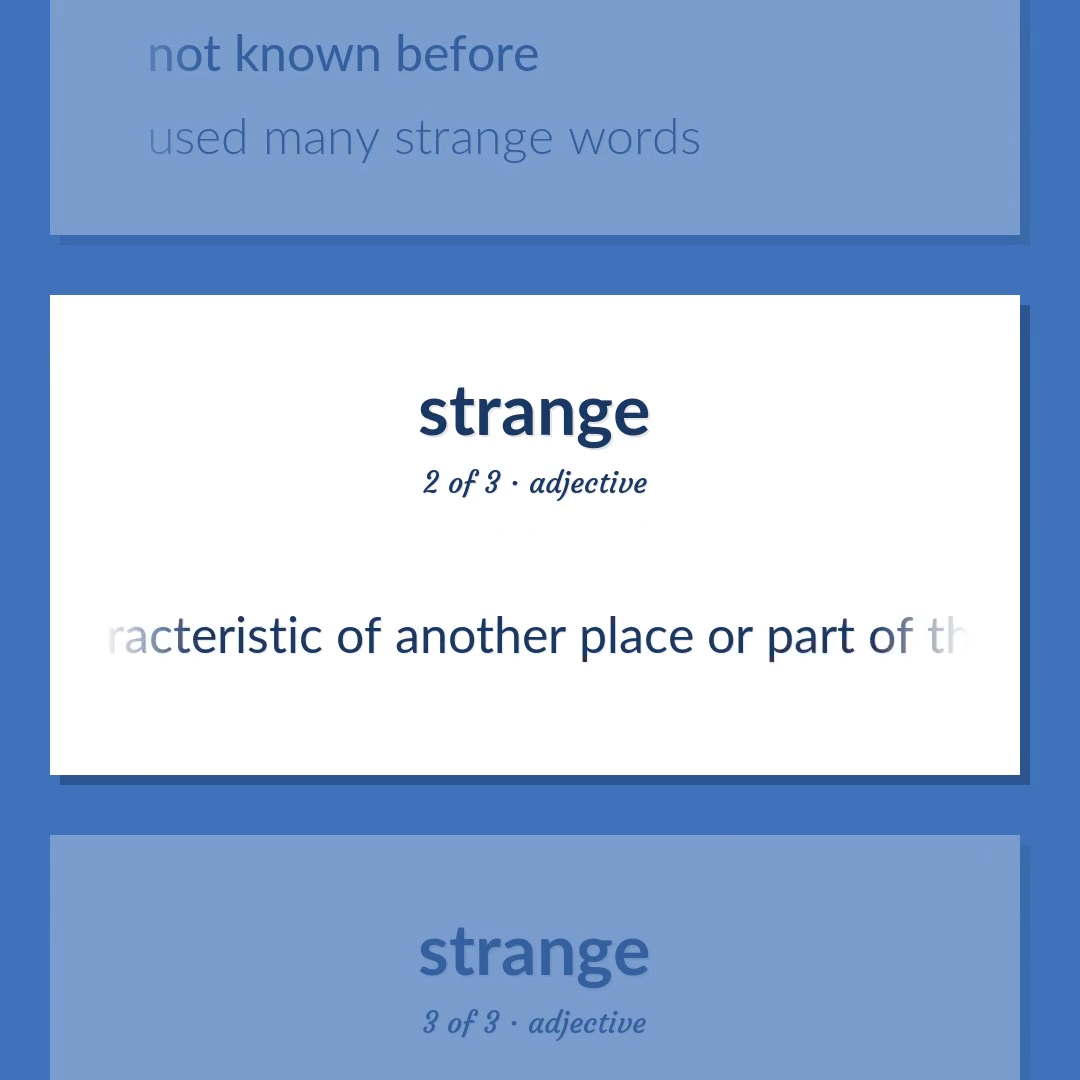 not known before
used many strange words
strange
2 of 3 · adjective
racteristic of another place or part of th
strange
3 of 3 · adjective